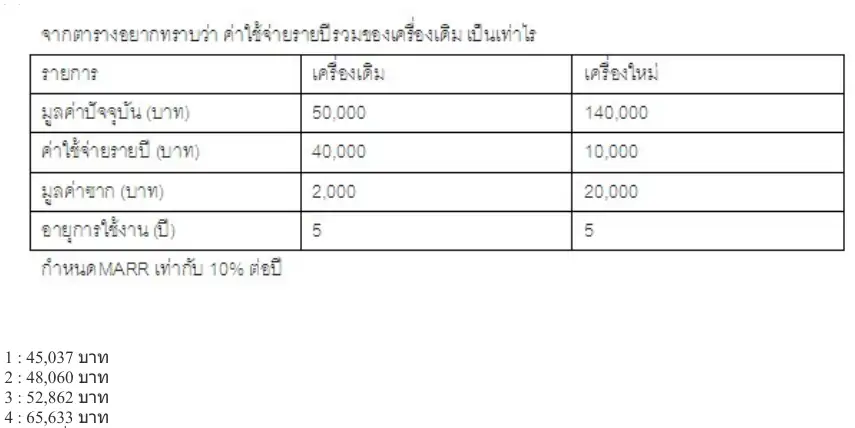 จากตารางอยากทราบว่า ค่าใช้จ่ายรายปีรวมของเครื่องเดิม เป็นเท่าไร
รายการ เครื่องเดิม เครื่องใหม่
มูลค่าปัจจุบัน (บาท) 50,000 140,000
ค่าใช้จ่ายรายปี (บาท) 40,000 10,000
มูลค่าซาก (บาท) 2,000 20,000
อายุการใช้งาน (ปี) 5 5
กำหนดMARR เท่ากับ 10% ต่อปี
1 : 45,037 บาท
2 : 48,060 บาท
3 : 52,862 บาท
4 : 65,633 บาท